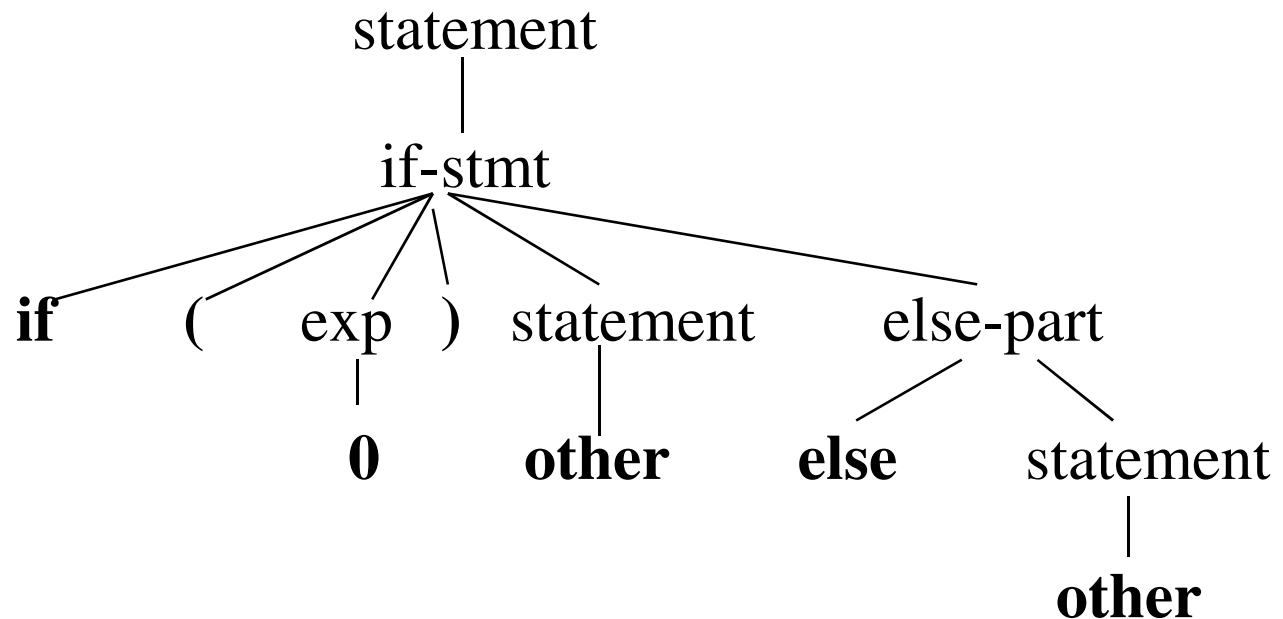 statement
if-stmt
if ( exp ) statement else-part
0 other else statement
other